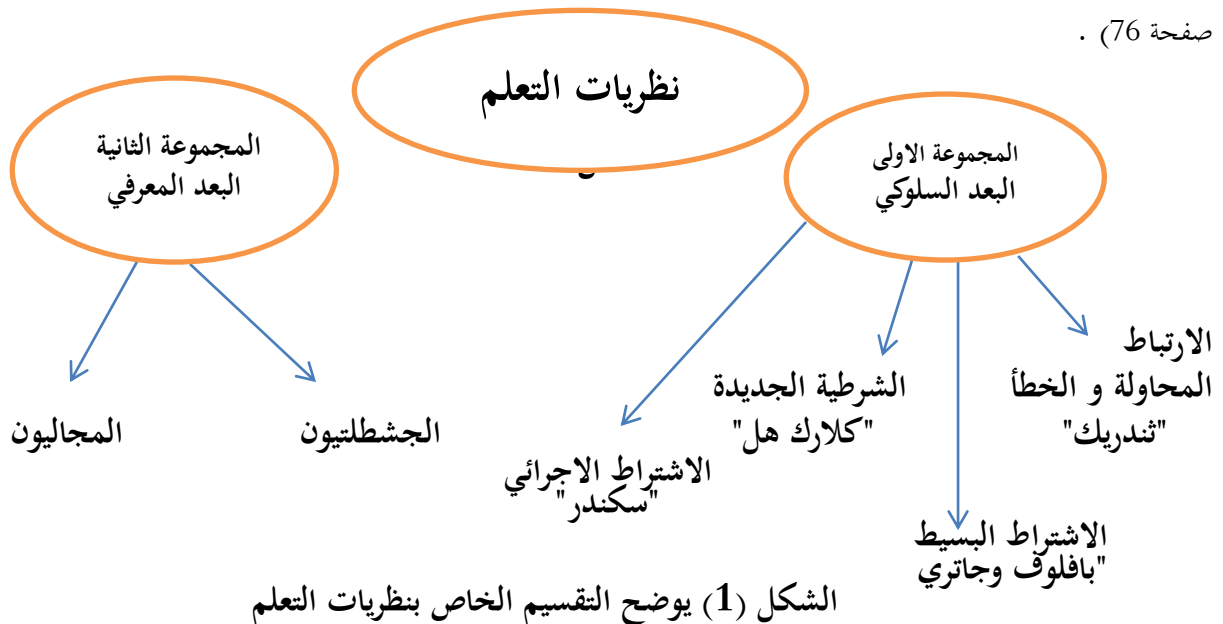 صفحة 76) .
نظريات التعلم
المجموعة الاولى
البعد السلوكي
المجموعة الثانية
البعد المعرفي
الارتباط
المحاولة و الخطأ
"ثندريك"
الاشتراط البسيط
"بافلوف وجاتري
الشرطية الجديدة
"كلارك هل"
الاشتراط الاجرائي
"سكندر"
الجشطلتيون
المجاليون
الشكل (1) يوضح التقسيم الخاص بنظريات التعلم